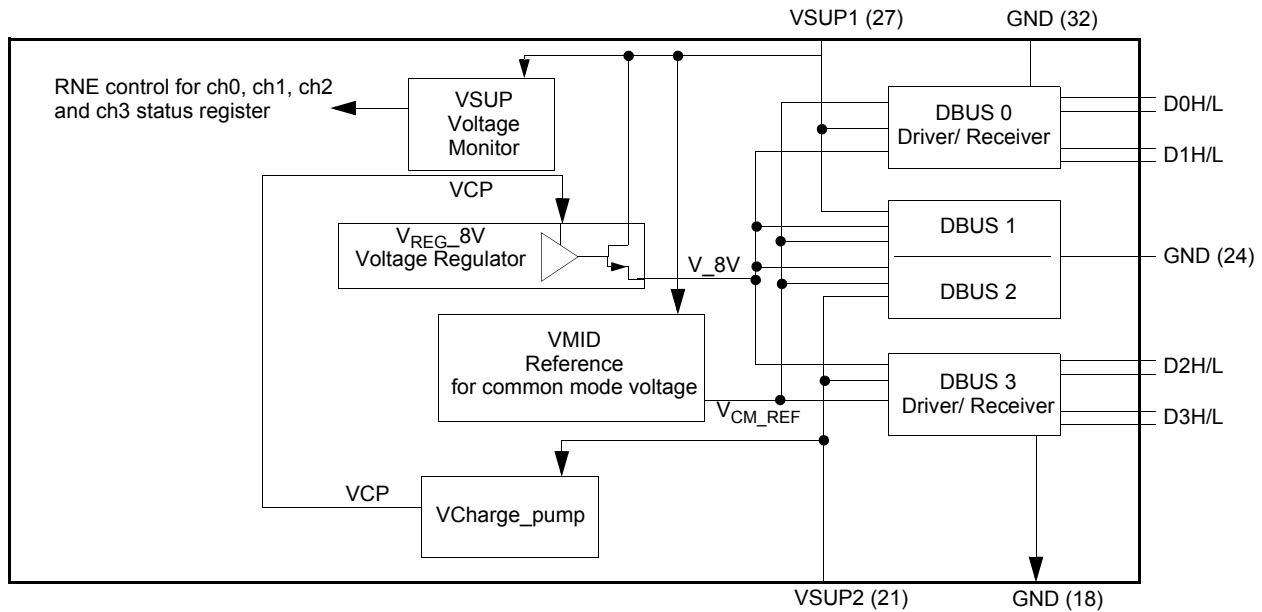 VSUP1 (27)
GND (32)
RNE control for ch0, ch1, ch2
and ch3 status register
VSUP
Voltage
Monitor
DBUS 0
Driver/ Receiver
D0H/L
D1H/L
VCP
VREG_8V
Voltage Regulator
V_8V
DBUS 1
DBUS 2
GND (24)
VMID
Reference
for common mode voltage
VCM_REF
DBUS 3
Driver/ Receiver
D2H/L
D3H/L
VCP
VCharge_pump
VSUP2 (21)
GND (18)